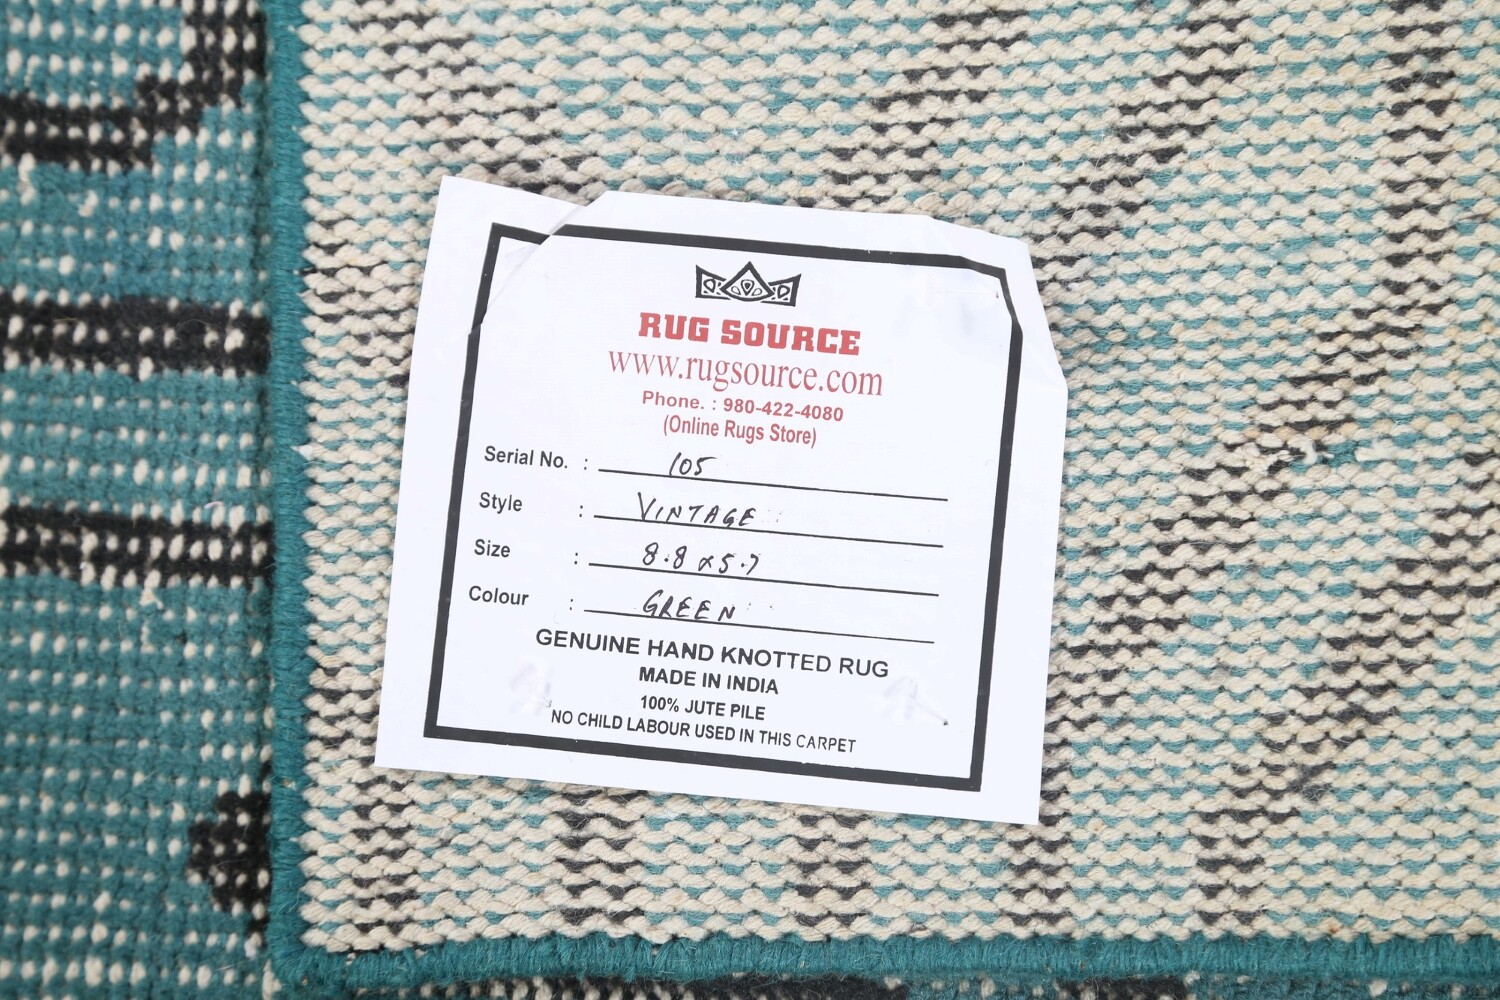 RUG SOURCE
www.rugsource.com
Phone. : 980-422-4080
(Online Rugs Store)
Serial No. : 105
Style : VINTAGE
Size : 8.8 x 5.7
Colour : GREEN
GENUINE HAND KNOTTED RUG
MADE IN INDIA
100% JUTE PILE
NO CHILD LABOUR USED IN THIS CARPET